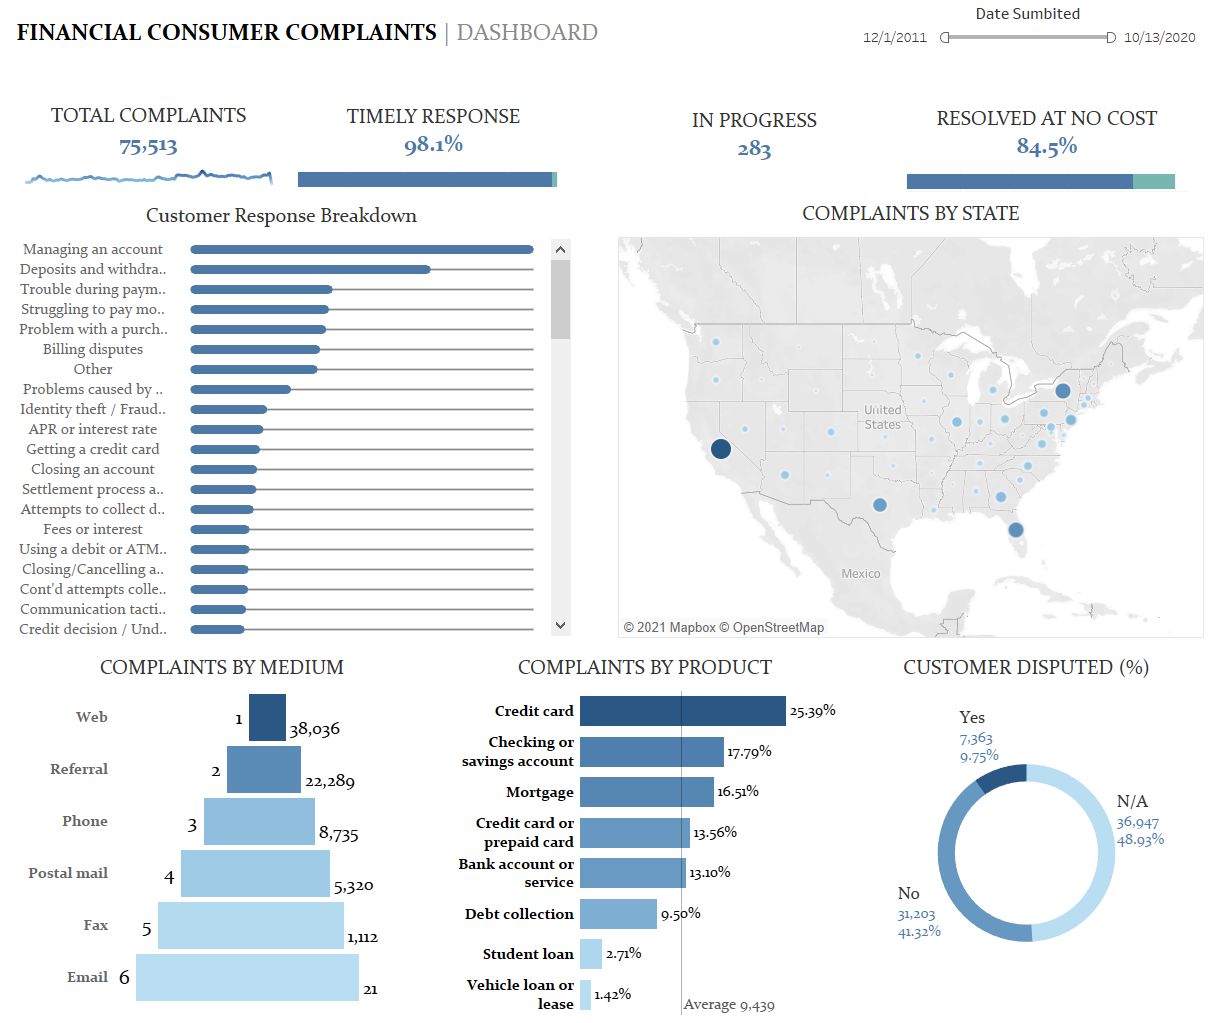 FINANCIAL CONSUMER COMPLAINTS | DASHBOARD
Date Sumbited
12/1/2011
10/13/2020
TOTAL COMPLAINTS
75,513
TIMELY RESPONSE
98.1%
IN PROGRESS
283
RESOLVED AT NO COST
84.5%
Customer Response Breakdown
Managing an account
Deposits and withdra..
Trouble during paym..
Struggling to pay mo..
Problem with a purch..
Billing disputes
Other
Problems caused by ..
Identity theft / Fraud..
APR or interest rate
Getting a credit card
Closing an account
Settlement process a..
Attempts to collect d..
Fees or interest
Using a debit or ATM..
Closing/Cancelling a..
Cont'd attempts colle..
Communication tacti..
Credit decision / Und..
COMPLAINTS BY STATE
United
States
Mexico
© 2021 Mapbox © OpenStreetMap
COMPLAINTS BY MEDIUM
Web
1
38,036
Referral
2
22,289
Phone
3
8,735
Postal mail
4
5,320
Fax
5
1,112
Email
6
21
COMPLAINTS BY PRODUCT
Credit card
25.39%
Checking or
savings account
17.79%
Mortgage
16.51%
Credit card or
prepaid card
13.56%
Bank account or
service
13.10%
Debt collection
9.50%
Student loan
2.71%
Vehicle loan or
lease
1.42%
Average 9,439
CUSTOMER DISPUTED (%)
Yes
7,363
9.75%
N/A
36,947
48.93%
No
31,203
41.32%